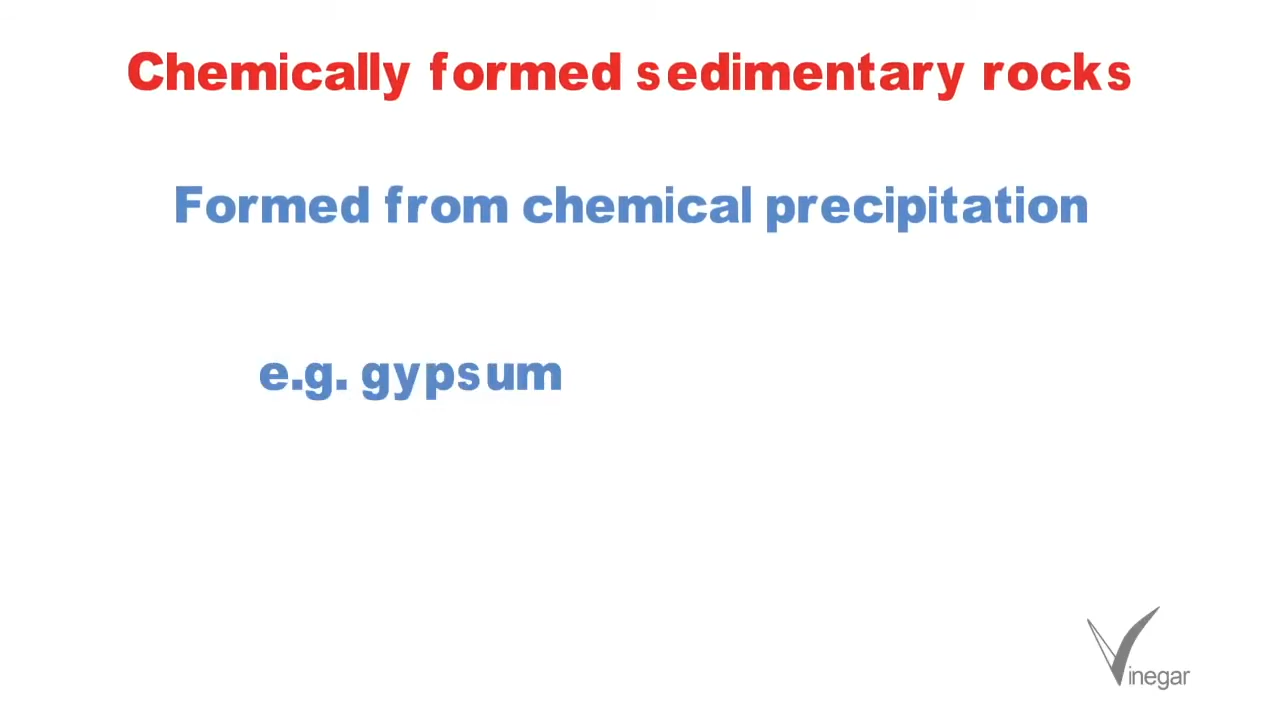 Chemically formed sedimentary rocks
Formed from chemical precipitation
e.g. gypsum
Vinegar